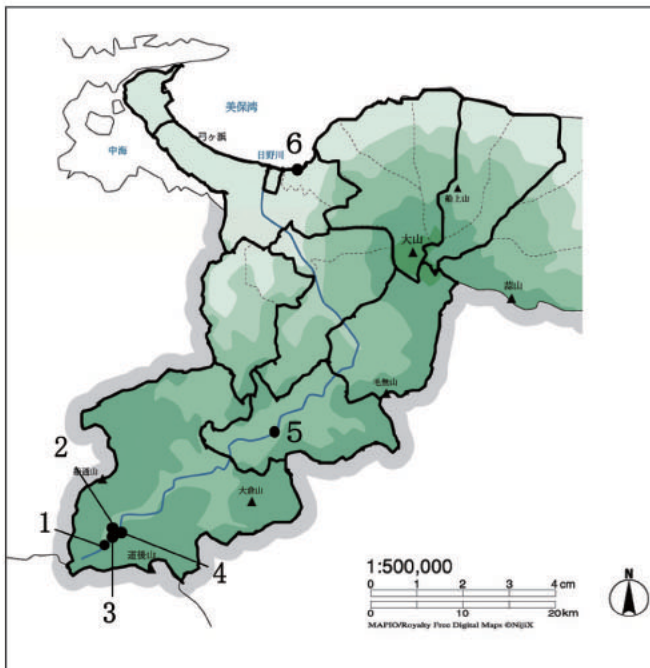 美保湾
弓ヶ浜
中海
日野川
6
船上山
大山
蒜山
毛無山
5
2
船通山
大倉山
1
道後山
4
3
1:500,000
0 1 2 3 4 cm
0 10 20km
MAPIO/Royalty Free Digital Maps ©NijiX
N